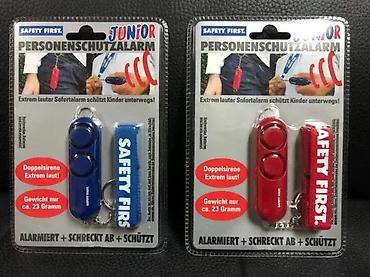 SAFETY FIRST.
JUNIOR
PERSONENSCHUTZALARM
Extrem lauter Sofortalarm schützt Kinder unterwegs!
Doppelsirene
Extrem laut!
Gewicht nur
ca. 23 Gramm
SAFETY FIRST.
ALARMIERT + SCHRECKT AB + SCHÜTZT
SAFETY FIRST.
JUNIOR
PERSONENSCHUTZALARM
Extrem lauter Sofortalarm schützt Kinder unterwegs!
Doppelsirene
Extrem laut!
Gewicht nur
ca. 23 Gramm
SAFETY FIRST.
ALARMIERT + SCHRECKT AB + SCHÜTZT